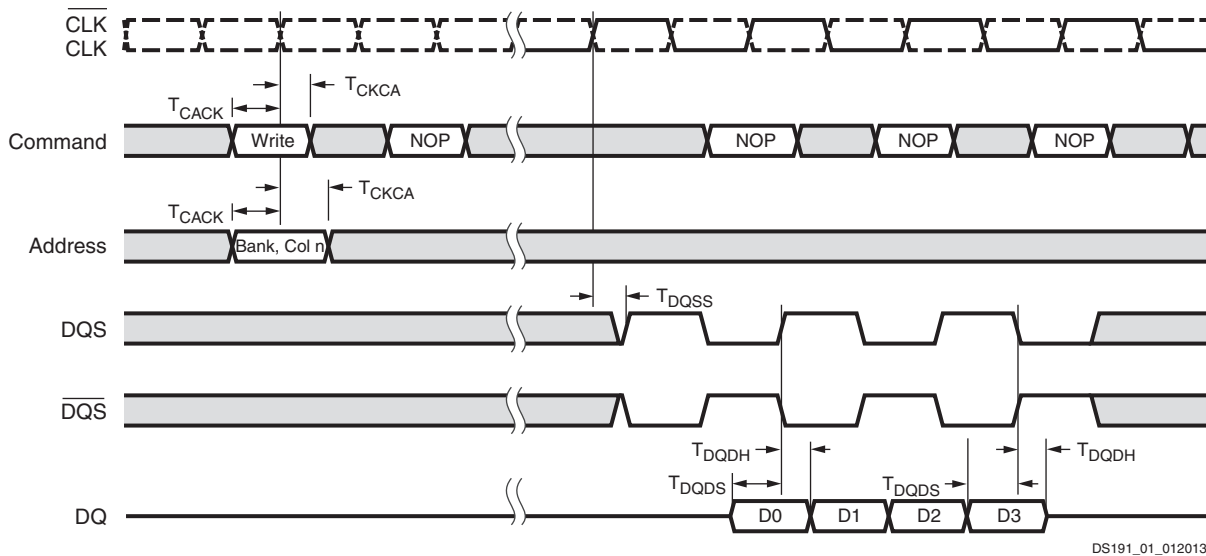 CLK
CLK
TCKCA
TCACK
Command Write NOP NOP NOP NOP
TCKCA
TCACK
Address Bank, Col n
TDQSS
DQS
DQS
TDQDH TDQDH
TDQDS TDQDS
DQ D0 D1 D2 D3
DS191_01_012013